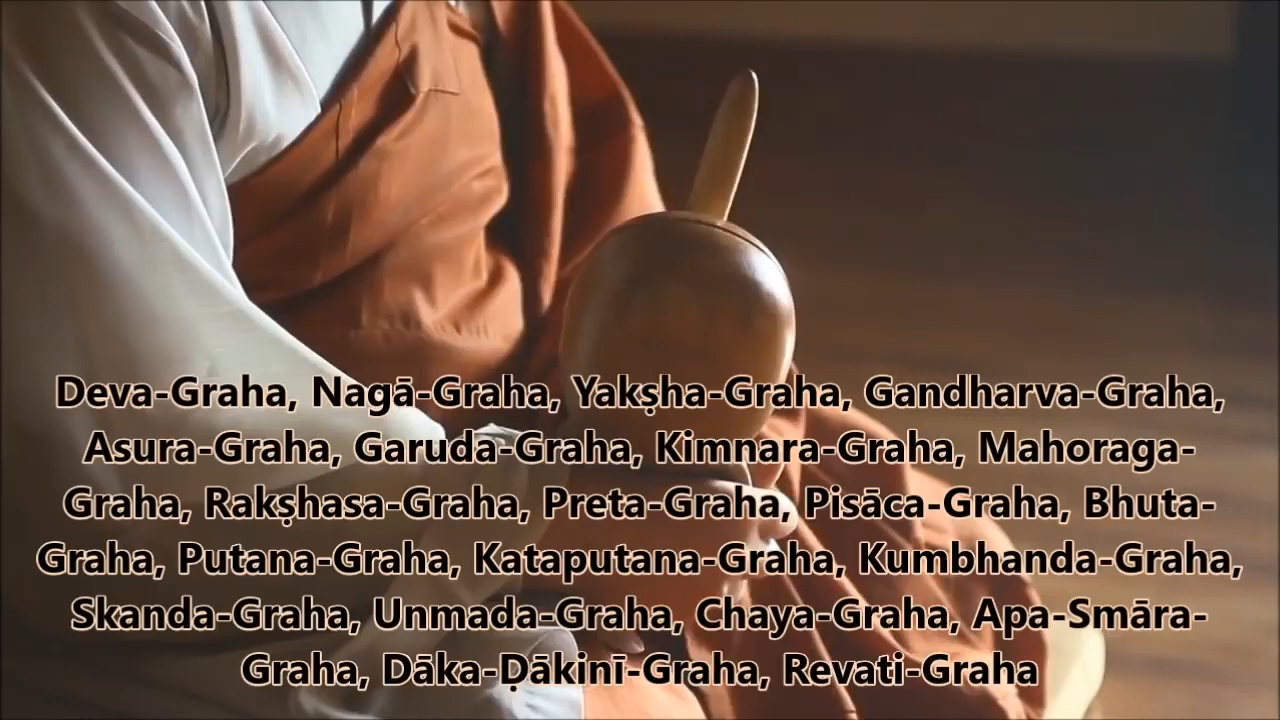 Deva-Graha, Nagā-Graha, Yakṣha-Graha, Gandharva-Graha,
Asura-Graha, Garuda-Graha, Kimnara-Graha, Mahoraga-
Graha, Rakṣhasa-Graha, Preta-Graha, Pisāca-Graha, Bhuta-
Graha, Putana-Graha, Kataputana-Graha, Kumbhanda-Graha,
Skanda-Graha, Unmada-Graha, Chaya-Graha, Apa-Smāra-
Graha, Dāka-Ḍākinī-Graha, Revati-Graha